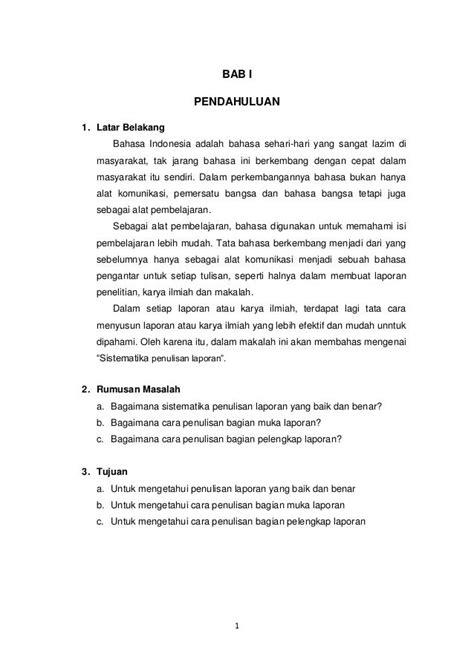 BAB I
PENDAHULUAN
1. Latar Belakang
Bahasa Indonesia adalah bahasa sehari-hari yang sangat lazim di
masyarakat, tak jarang bahasa ini berkembang dengan cepat dalam
masyarakat itu sendiri. Dalam perkembangannya bahasa bukan hanya
alat komunikasi, pemersatu bangsa dan bahasa bangsa tetapi juga
sebagai alat pembelajaran.
Sebagai alat pembelajaran, bahasa digunakan untuk memahami isi
pembelajaran lebih mudah. Tata bahasa berkembang menjadi dari yang
sebelumnya hanya sebagai alat komunikasi menjadi sebuah bahasa
pengantar untuk setiap tulisan, seperti halnya dalam membuat laporan
penelitian, karya ilmiah dan makalah.
Dalam setiap laporan atau karya ilmiah, terdapat lagi tata cara
menyusun laporan atau karya ilmiah yang lebih efektif dan mudah unntuk
dipahami. Oleh karena itu, dalam makalah ini akan membahas mengenai
“Sistematika penulisan laporan”.
2. Rumusan Masalah
a. Bagaimana sistematika penulisan laporan yang baik dan benar?
b. Bagaimana cara penulisan bagian muka laporan?
c. Bagaimana cara penulisan bagian pelengkap laporan?
3. Tujuan
a. Untuk mengetahui penulisan laporan yang baik dan benar
b. Untuk mengetahui cara penulisan bagian muka laporan
c. Untuk mengetahui cara penulisan bagian pelengkap laporan
1